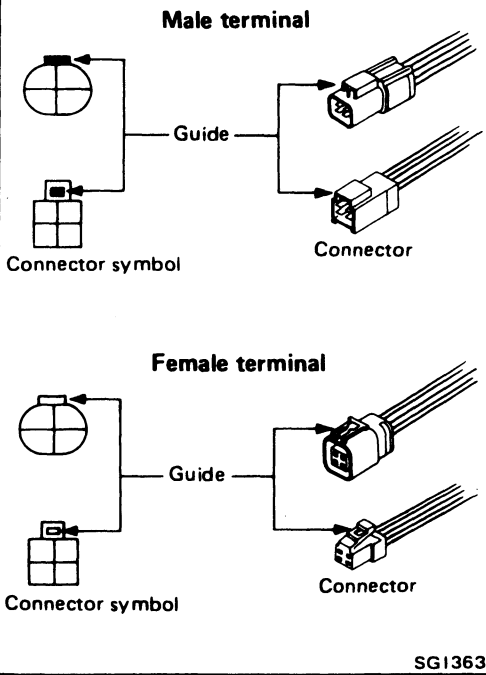 Male terminal
Guide
Connector symbol
Connector
Female terminal
Guide
Connector symbol
Connector
SG1363